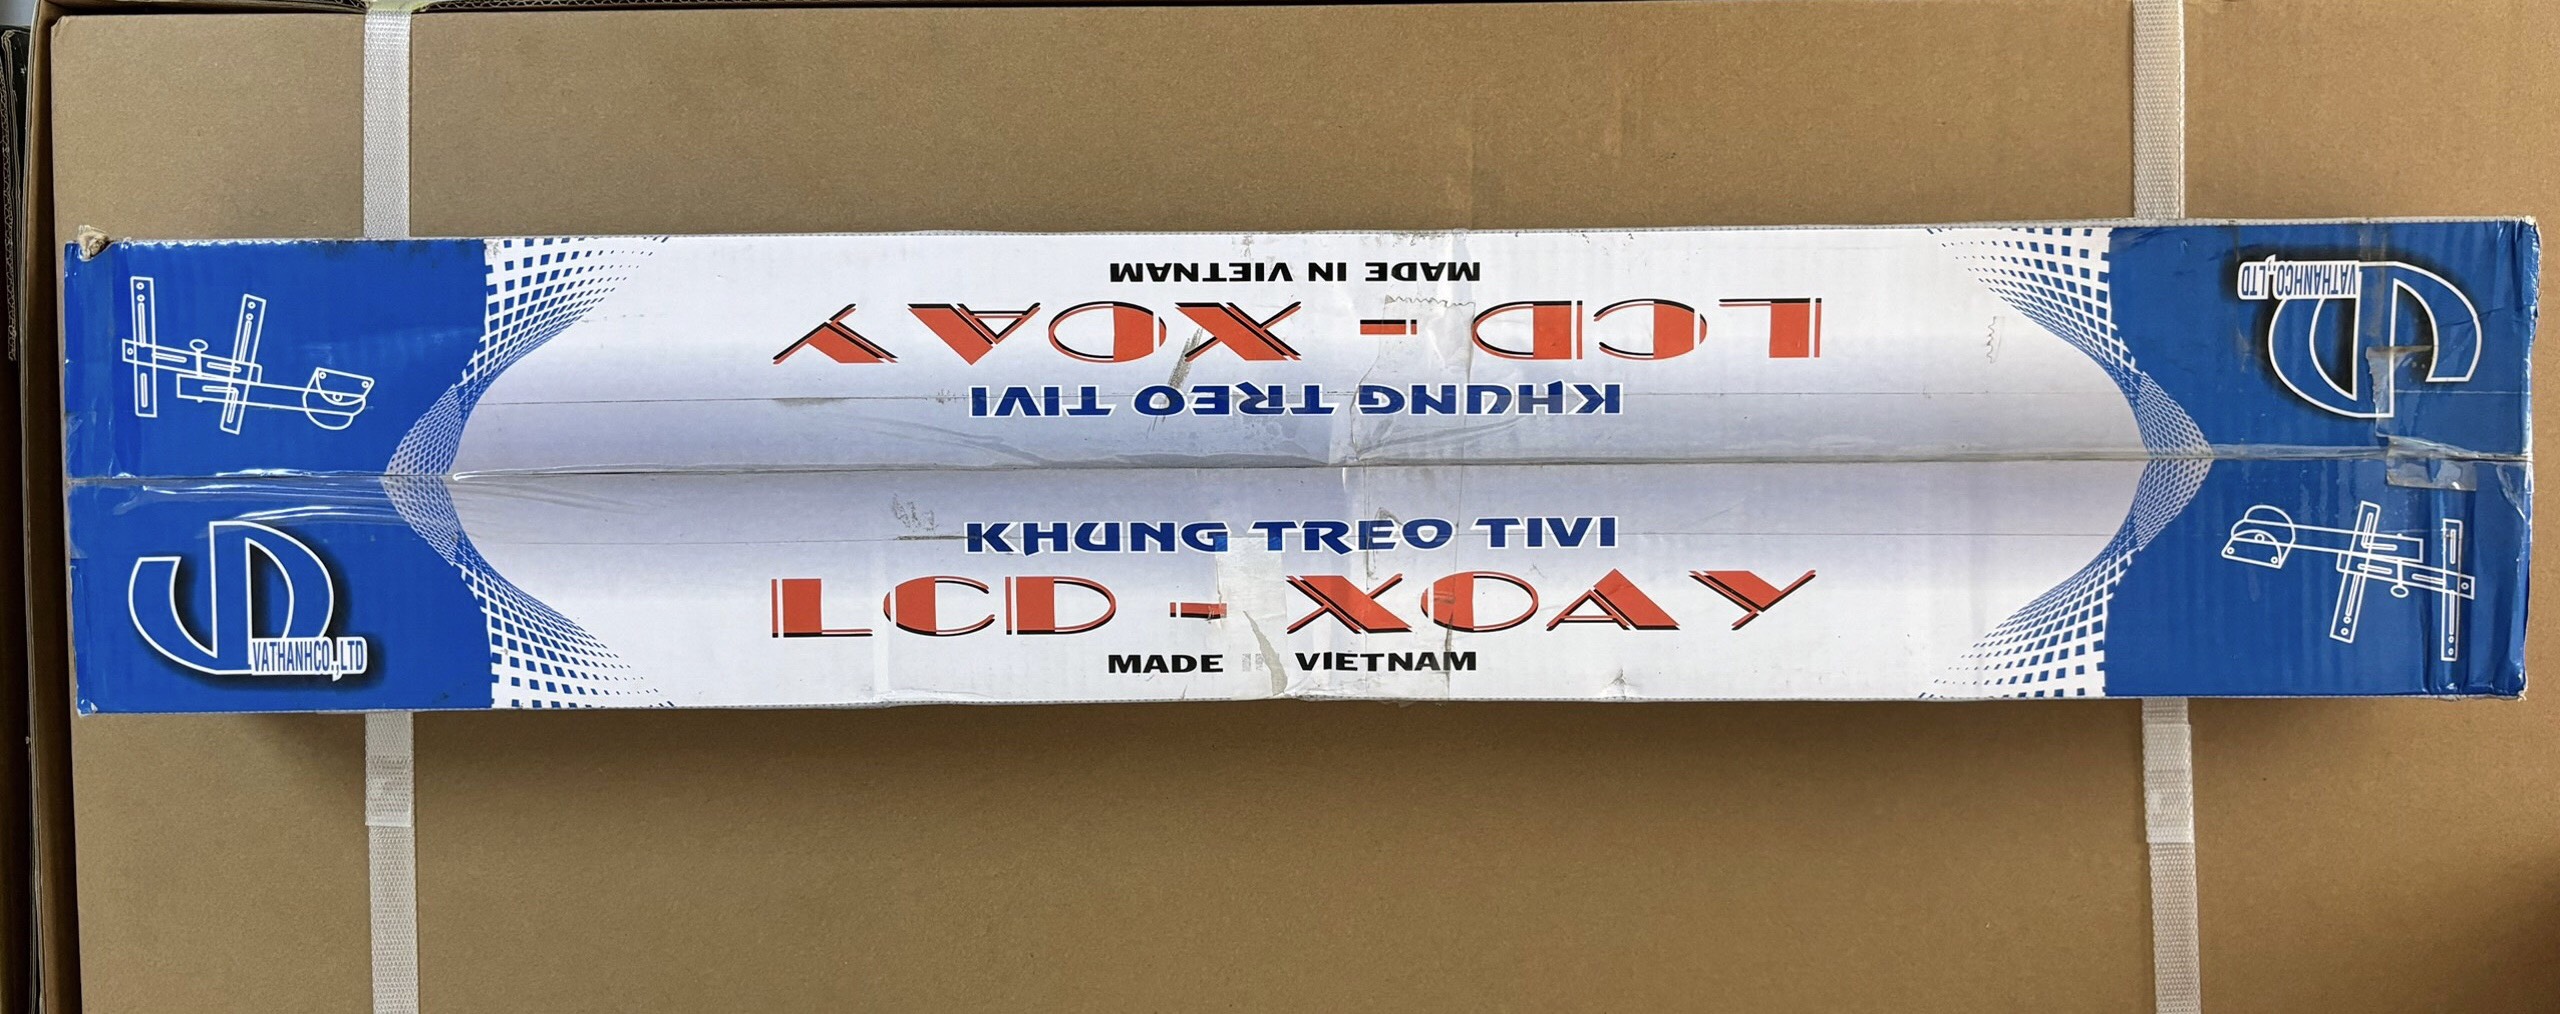 MADE IN VIETNAM
LCD - XOAY
KHUNG TREO TIVI
VATHANHCO.,LTD
KHUNG TREO TIVI
LCD - XOAY
MADE VIETNAM
VATHANHCO.,LTD